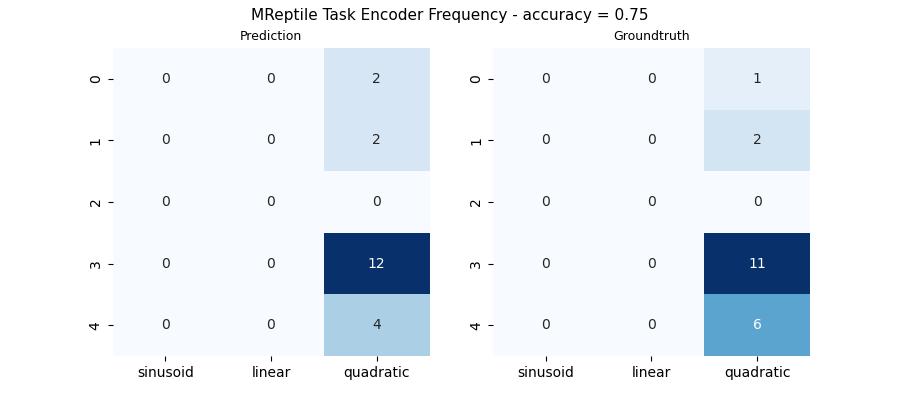 MReptile Task Encoder Frequency - accuracy = 0.75
Prediction
Groundtruth
0 0 0 2
1 0 0 2
2 0 0 0
3 0 0 12
4 0 0 4
sinusoid linear quadratic
0 0 0 1
1 0 0 2
2 0 0 0
3 0 0 11
4 0 0 6
sinusoid linear quadratic